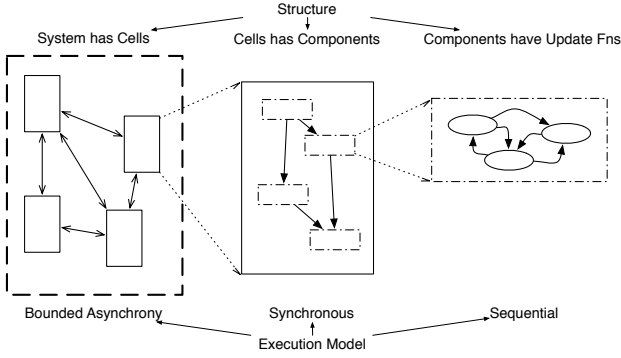 Structure
System has Cells
Cells has Components
Components have Update Fns
Bounded Asynchrony
Synchronous
Sequential
Execution Model